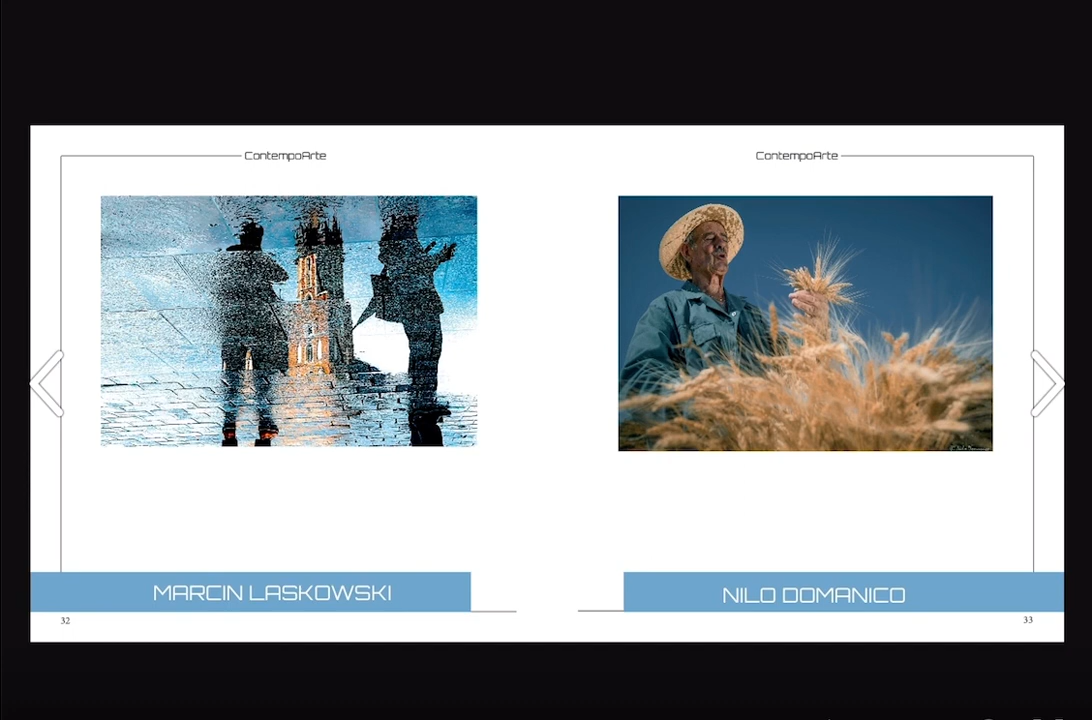 ContempoArte
MARCIN LASKOWSKI
32
ContempoArte
NILO DOMANICO
33